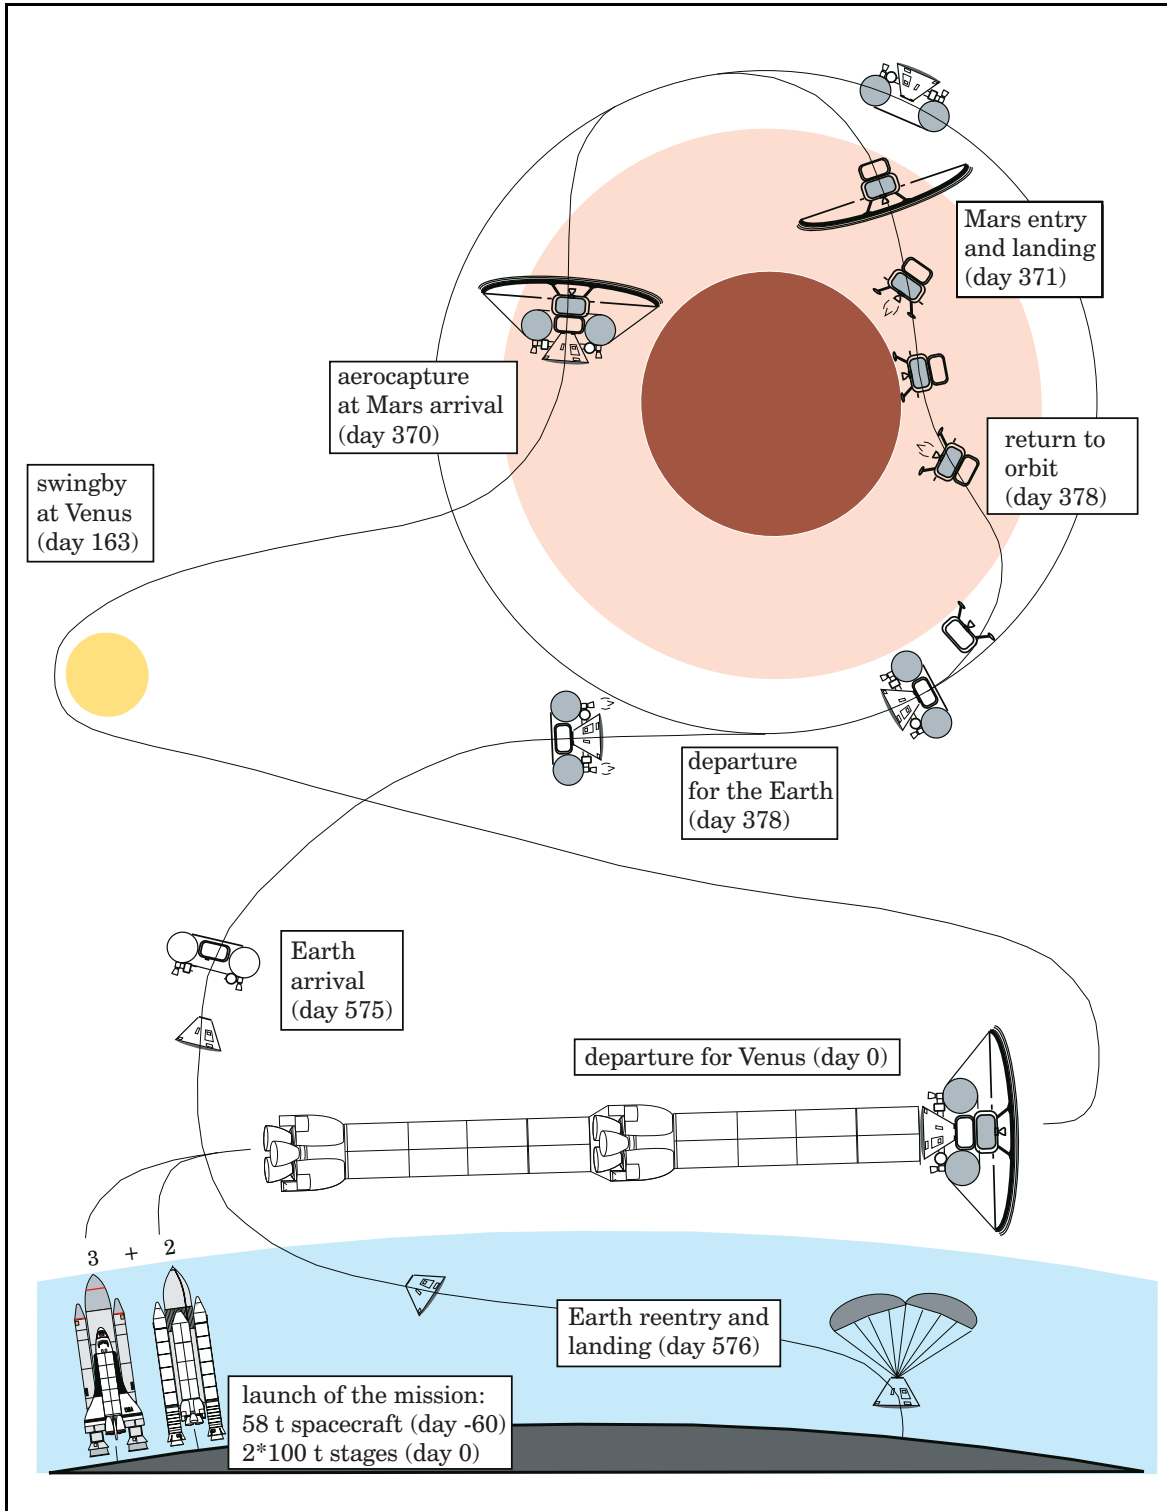 Mars entry
and landing
(day 371)
aerocapture
at Mars arrival
(day 370)
return to
orbit
(day 378)
swingby
at Venus
(day 163)
departure
for the Earth
(day 378)
Earth
arrival
(day 575)
departure for Venus (day 0)
3 + 2
Earth reentry and
landing (day 576)
launch of the mission:
58 t spacecraft (day -60)
2*100 t stages (day 0)